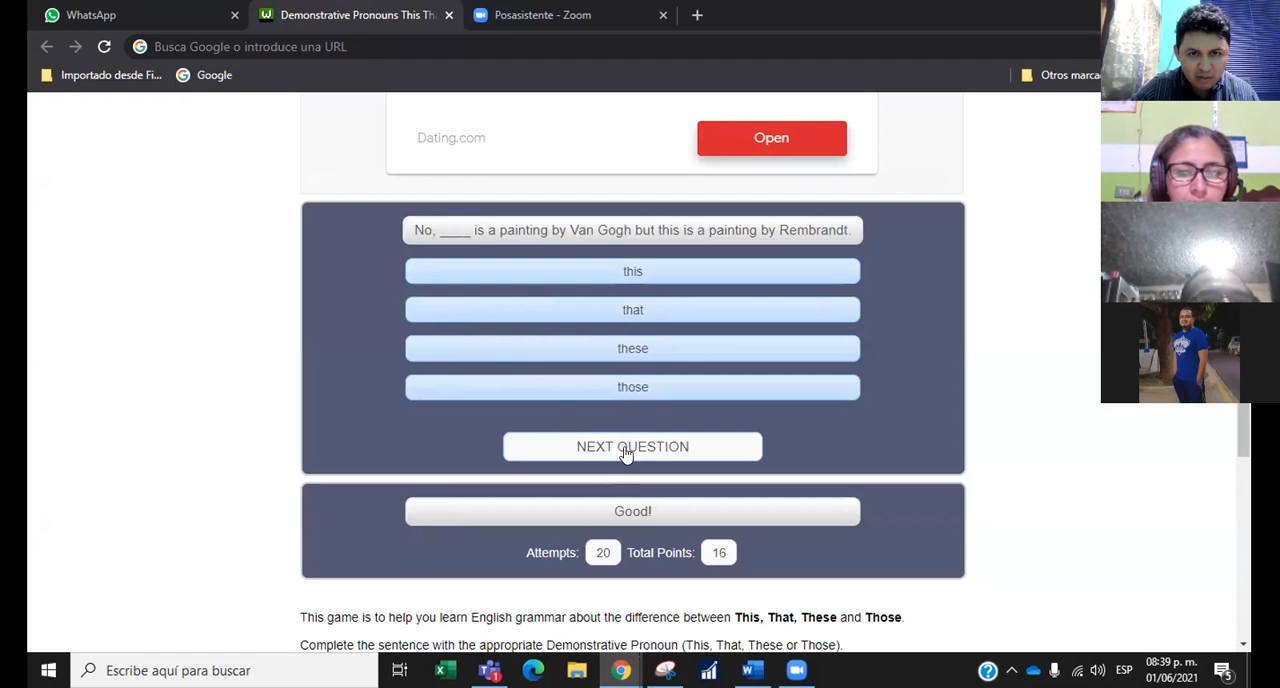 WhatsApp
Demonstrative Pronouns This Th
Posasistente - Zoom
Busca Google o introduce una URL
Importado desde Fi...
Google
Otros marca
Dating.com
Open
No, ____ is a painting by Van Gogh but this is a painting by Rembrandt.
this
that
these
those
NEXT QUESTION
Good!
Attempts: 20 Total Points: 16
This game is to help you learn English grammar about the difference between This, That, These and Those.
Complete the sentence with the appropriate Demonstrative Pronoun (This, That, These or Those).
Escribe aquí para buscar
ESP
08:39 p. m.
01/06/2021